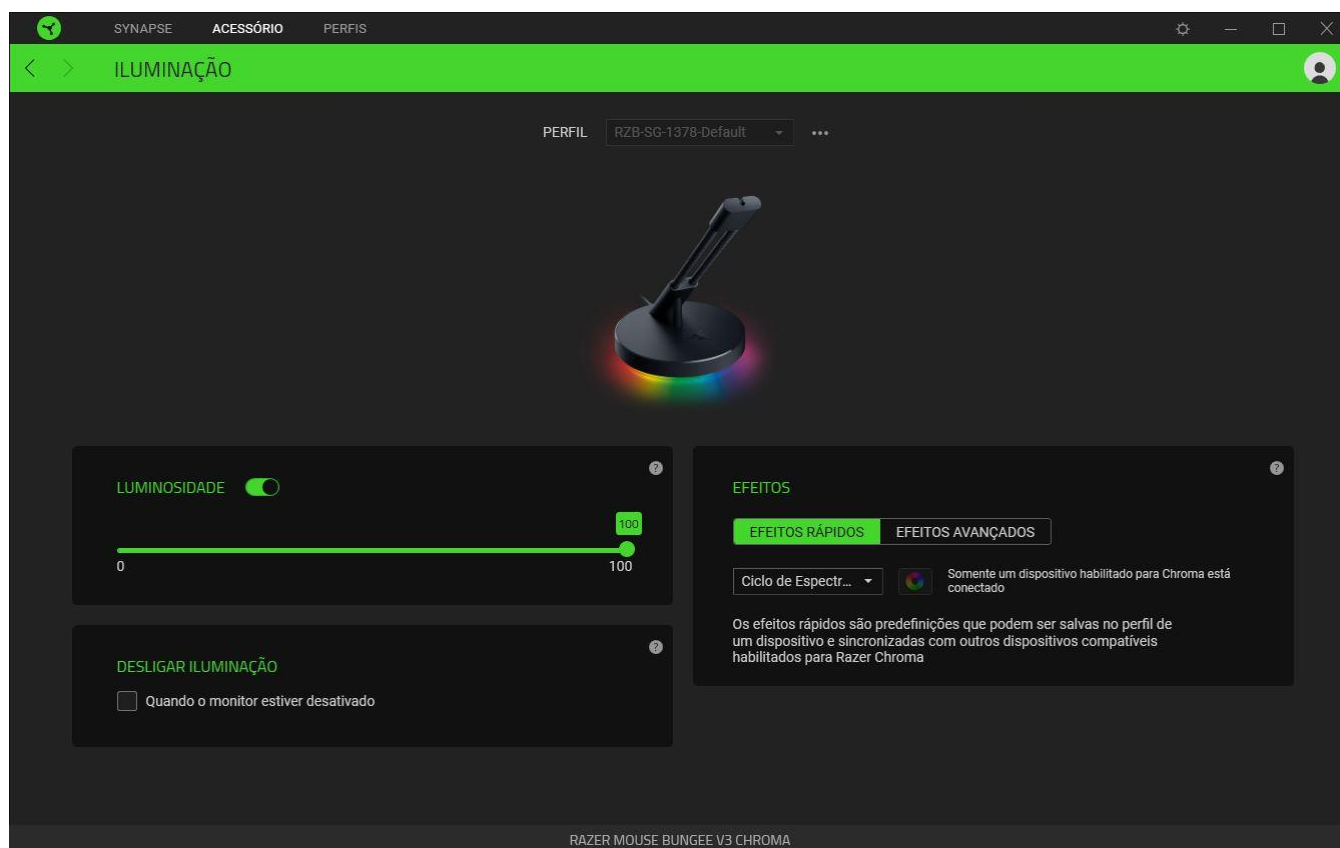 SYNAPSE ACESSÓRIO PERFIS
ILUMINAÇÃO
PERFIL RZB-SG-1378-Default
LUMINOSIDADE
100
0 100
DESLIGAR ILUMINAÇÃO
Quando o monitor estiver desativado
EFEITOS
EFEITOS RÁPIDOS EFEITOS AVANÇADOS
Ciclo de Espectr...
Somente um dispositivo habilitado para Chroma está
conectado
Os efeitos rápidos são predefinições que podem ser salvas no perfil de
um dispositivo e sincronizadas com outros dispositivos compatíveis
habilitados para Razer Chroma
RAZER MOUSE BUNGEE V3 CHROMA